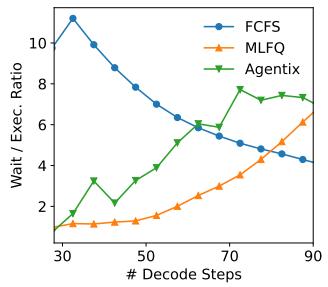 FCFS
MLFQ
Agentix
Wait / Exec. Ratio
10
8
6
4
2
30 50 70 90
# Decode Steps